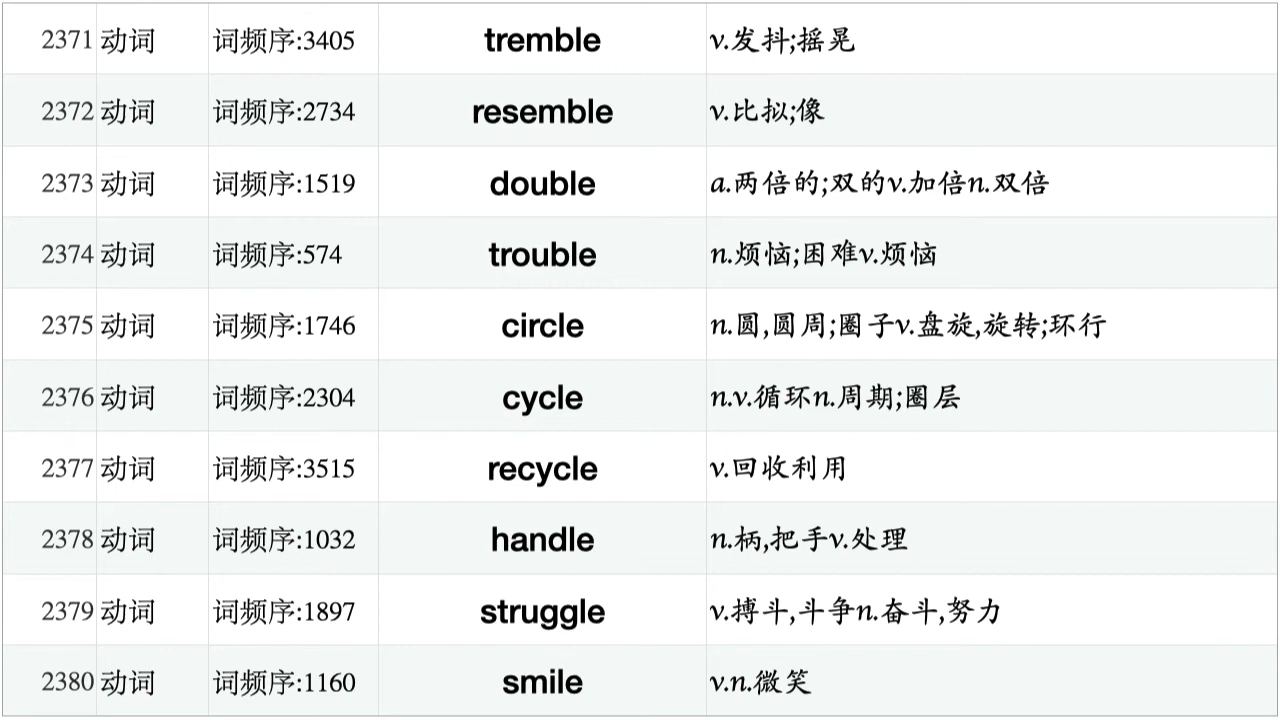 2371 动词 词频序:3405 tremble v.发抖;摇晃
2372 动词 词频序:2734 resemble v.比拟;像
2373 动词 词频序:1519 double a.两倍的;双的v.加倍n.双倍
2374 动词 词频序:574 trouble n.烦恼;困难v.烦恼
2375 动词 词频序:1746 circle n.圆,圆周;圈子v.盘旋,旋转;环行
2376 动词 词频序:2304 cycle n.v.循环n.周期;圈层
2377 动词 词频序:3515 recycle v.回收利用
2378 动词 词频序:1032 handle n.柄,把手v.处理
2379 动词 词频序:1897 struggle v.搏斗,斗争n.奋斗,努力
2380 动词 词频序:1160 smile v.n.微笑